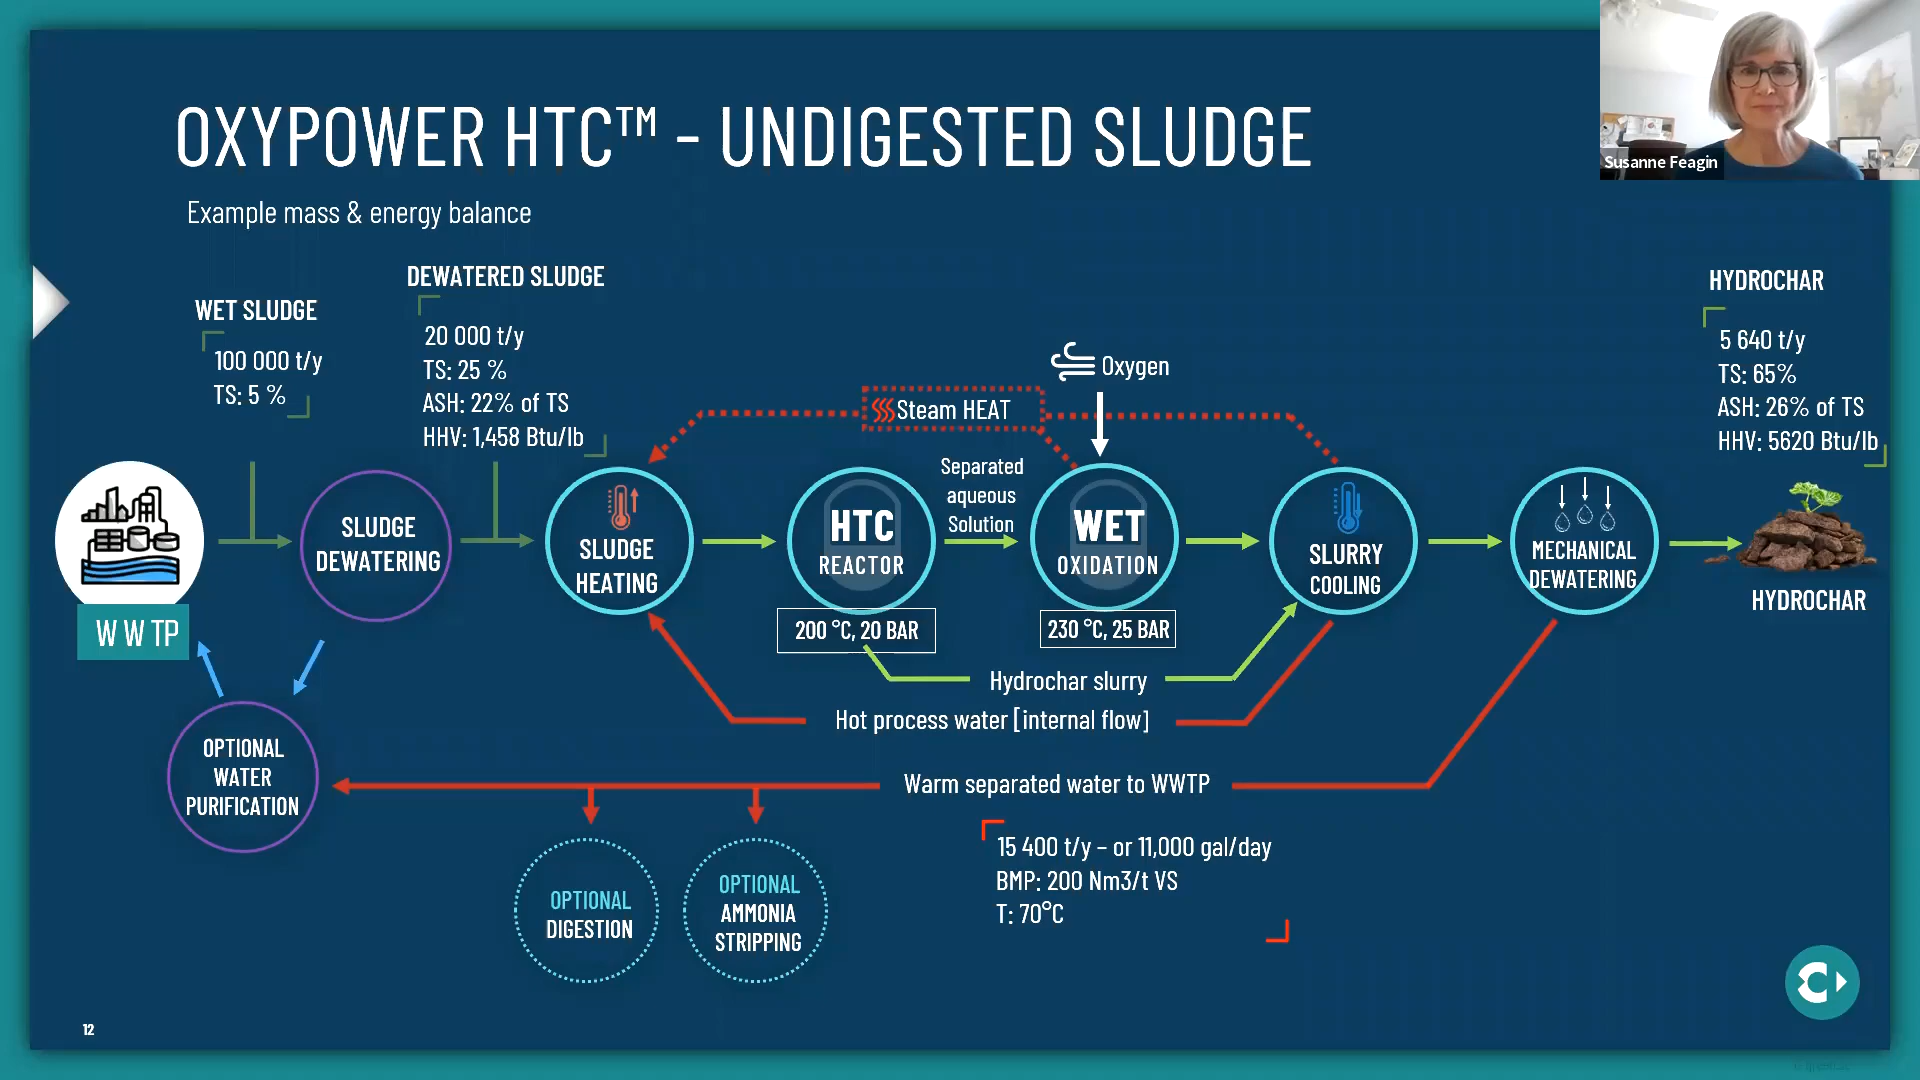 OXYPOWER HTC™ - UNDIGESTED SLUDGE
Example mass & energy balance
Susanne Feagin
WET SLUDGE
100 000 t/y
TS: 5 %
DEWATERED SLUDGE
20 000 t/y
TS: 25 %
ASH: 22% of TS
HHV: 1,458 Btu/lb
HYDROCHAR
5 640 t/y
TS: 65%
ASH: 26% of TS
HHV: 5620 Btu/lb
Oxygen
Steam HEAT
Separated
aqueous
Solution
WWTP
SLUDGE
DEWATERING
SLUDGE
HEATING
HTC
REACTOR
200 °C, 20 BAR
WET
OXIDATION
230 °C, 25 BAR
SLURRY
COOLING
MECHANICAL
DEWATERING
HYDROCHAR
Hydrochar slurry
Hot process water [internal flow]
Warm separated water to WWTP
15 400 t/y – or 11,000 gal/day
BMP: 200 Nm3/t VS
T: 70°C
OPTIONAL
WATER
PURIFICATION
OPTIONAL
DIGESTION
OPTIONAL
AMMONIA
STRIPPING
12